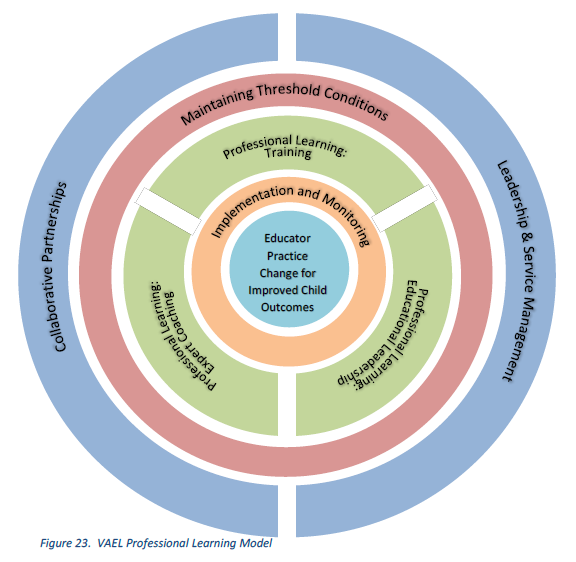 Maintaining Threshold Conditions
Professional Learning:
Training
Implementation and Monitoring
Educator
Practice
Change for
Improved Child
Outcomes
Collaborative Partnerships
Leadership & Service Management
Professional Learning:
Expert Coaching
Professional Learning:
Educational Leadership
Figure 23. VAEL Professional Learning Model